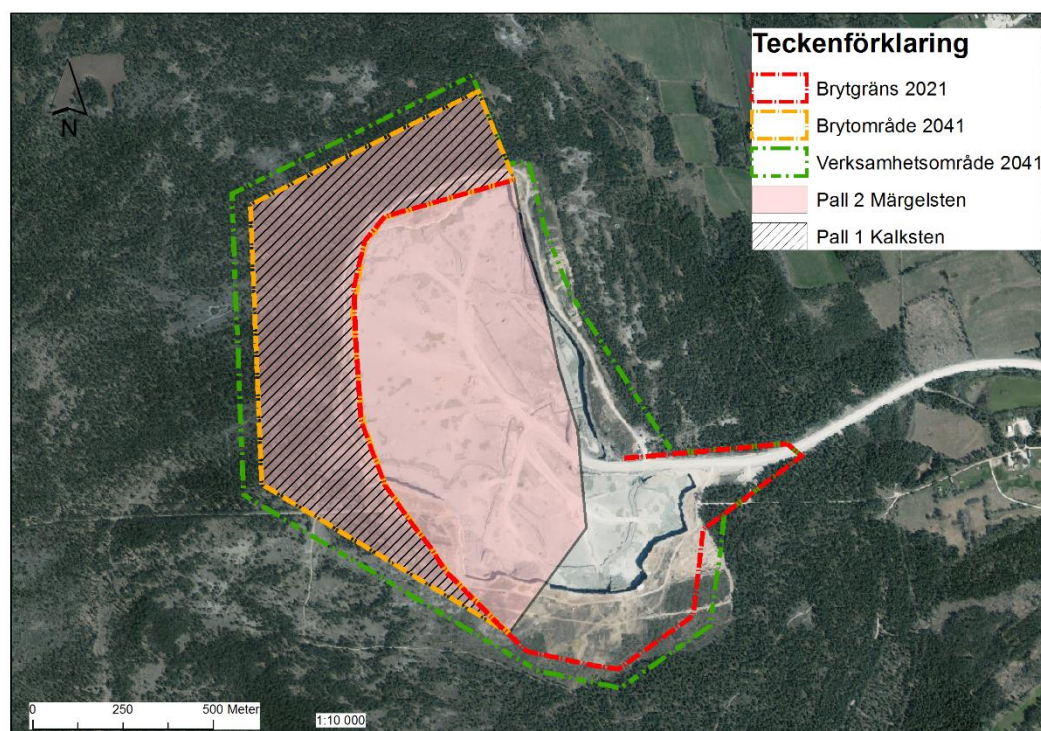 Teckenförklaring
Brytgräns 2021
Brytområde 2041
Verksamhetsområde 2041
Pall 2 Märgelsten
Pall 1 Kalksten
N
0 250 500 Meter
1:10 000